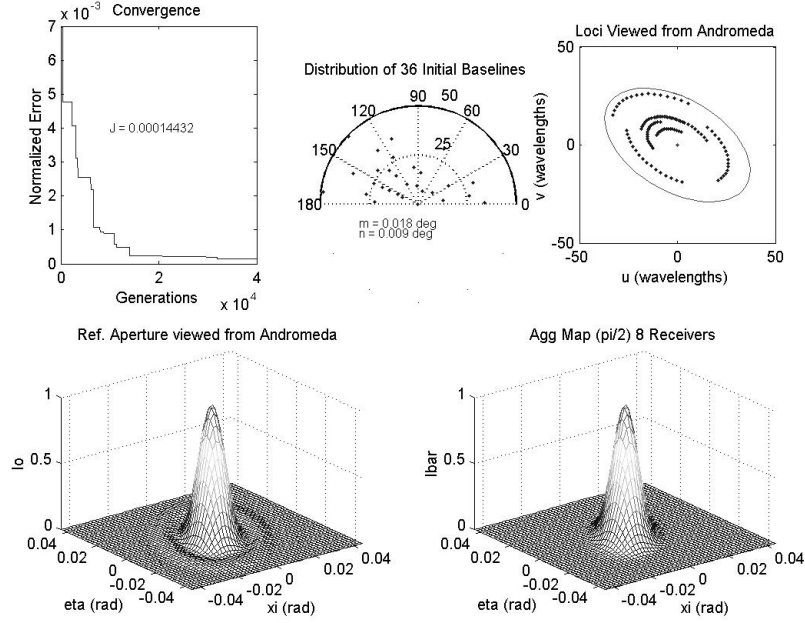 x 10^-3
Convergence
7
6
5
4
3
2
1
0
Normalized Error
J = 0.00014432
0
2
4
Generations
x 10^4
Distribution of 36 Initial Baselines
180
150
120
90
60
30
0
50
25
m = 0.018 deg
n = 0.009 deg
Loci Viewed from Andromeda
50
0
-50
v (wavelengths)
-50
0
50
u (wavelengths)
Ref. Aperture viewed from Andromeda
1
0.5
0
Io
0.04
0.02
0
-0.02
-0.04
eta (rad)
-0.04
-0.02
0
0.02
0.04
xi (rad)
Agg Map (pi/2) 8 Receivers
1
0.5
0
Ibar
0.04
0.02
0
-0.02
-0.04
eta (rad)
-0.04
-0.02
0
0.02
0.04
xi (rad)